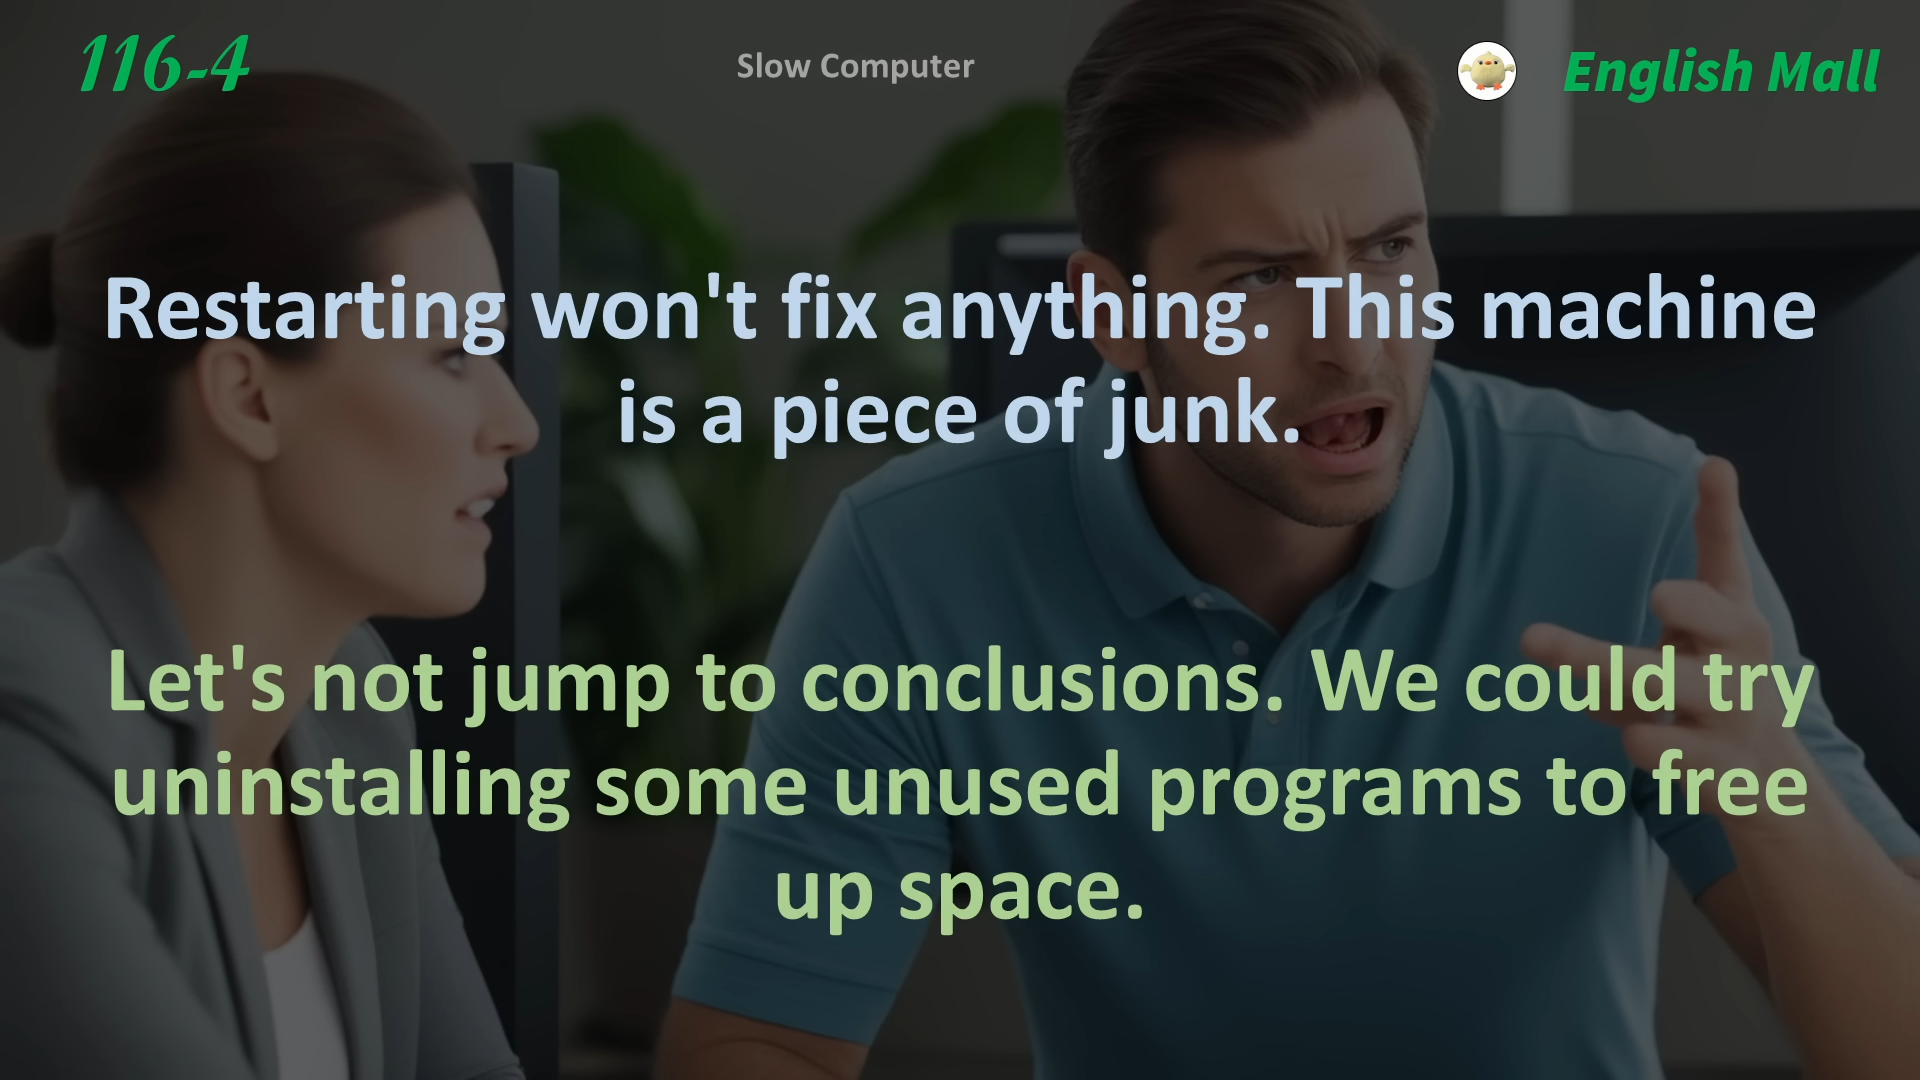 116-4
Slow Computer
English Mall
Restarting won't fix anything. This machine
is a piece of junk.
Let's not jump to conclusions. We could try
uninstalling some unused programs to free
up space.